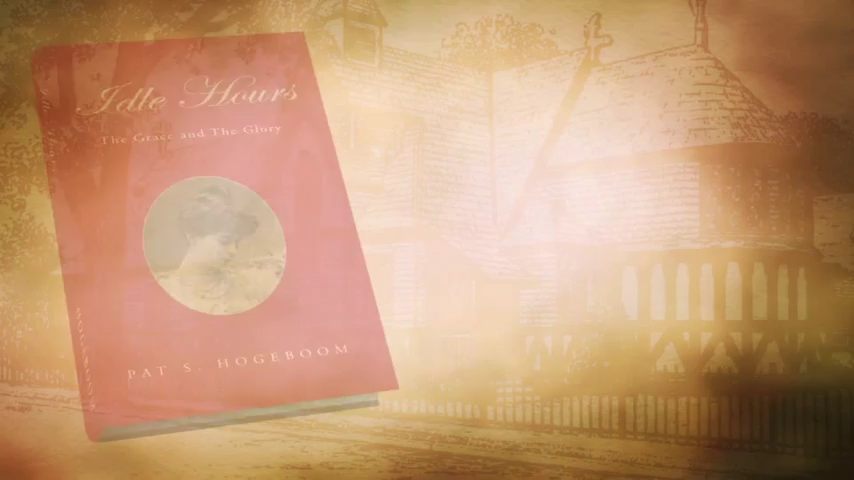 Idle Hours
The Grace and The Glory
PAT S. HOGEBOOM